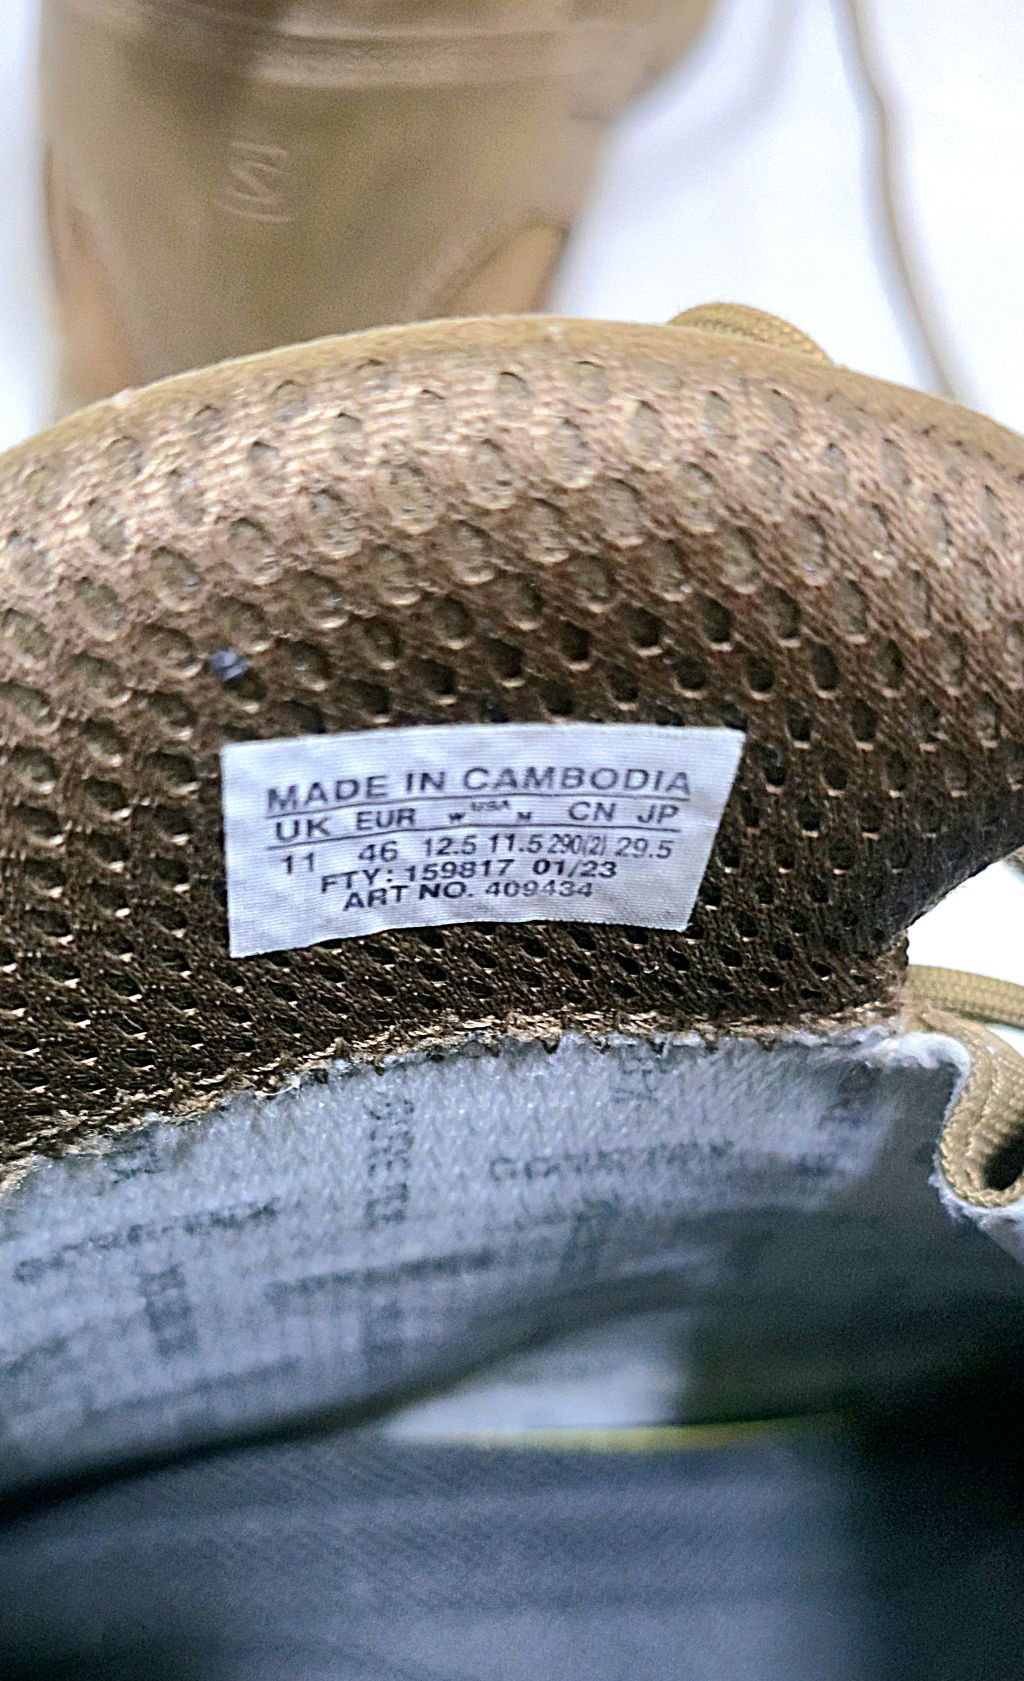 MADE IN CAMBODIA
UK EUR W USA M CN JP
11 46 12.5 11.5 290(2) 29.5
FTY: 159817 01/23
ART NO. 409434